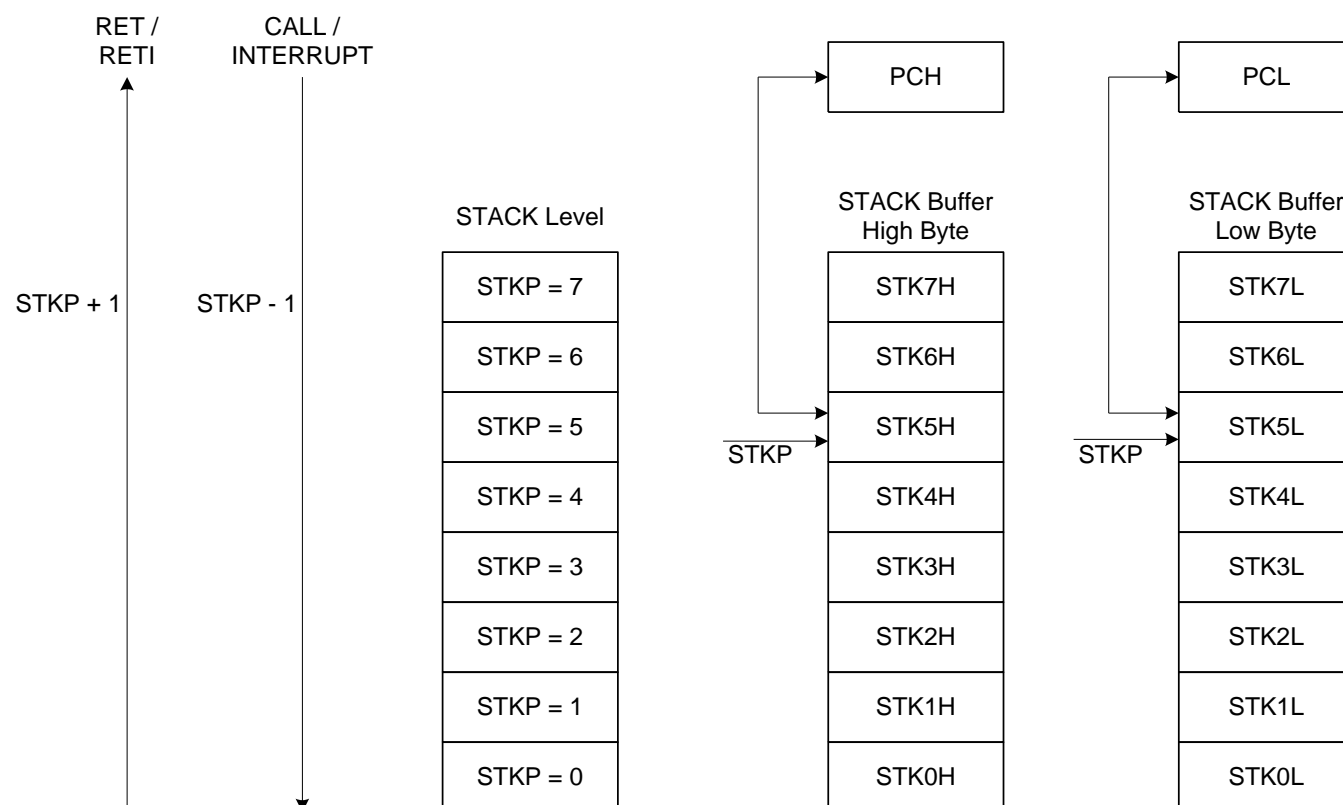 RET /
RETI
CALL /
INTERRUPT
PCH
PCL
STACK Level
STACK Buffer
High Byte
STACK Buffer
Low Byte
STKP + 1
STKP - 1
STKP = 7
STK7H
STK7L
STKP = 6
STK6H
STK6L
STKP = 5
STK5H
STK5L
STKP
STKP
STKP = 4
STK4H
STK4L
STKP = 3
STK3H
STK3L
STKP = 2
STK2H
STK2L
STKP = 1
STK1H
STK1L
STKP = 0
STK0H
STK0L